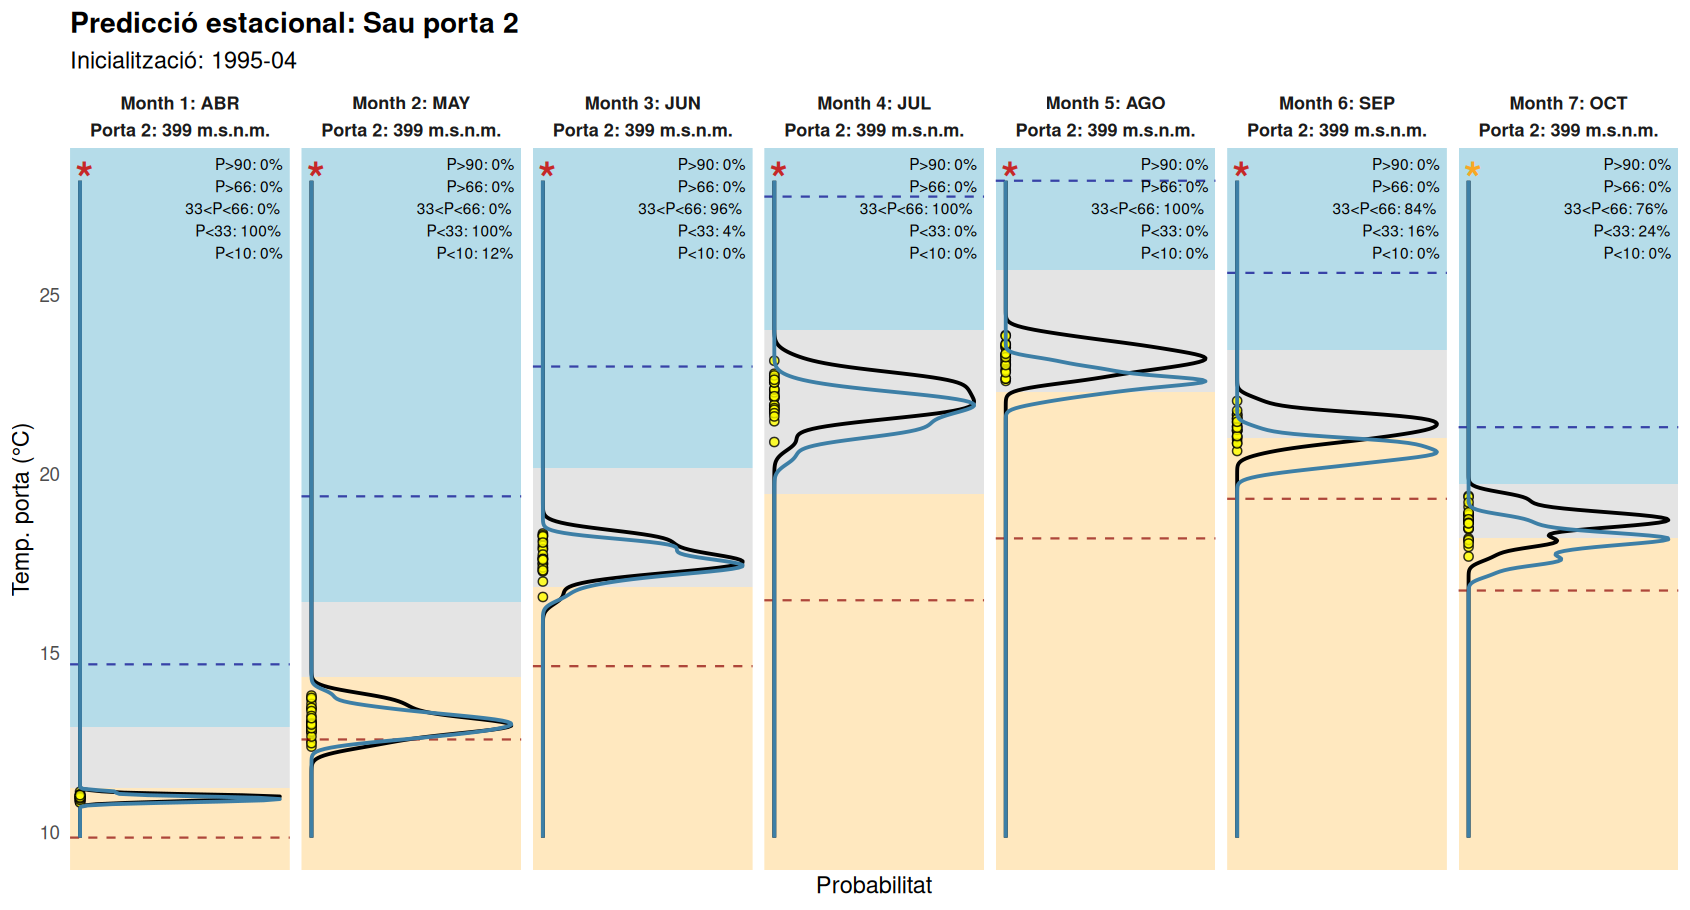 Predicció estacional: Sau porta 2
Inicialització: 1995-04
Month 1: ABR
Porta 2: 399 m.s.n.m.
Month 2: MAY
Porta 2: 399 m.s.n.m.
Month 3: JUN
Porta 2: 399 m.s.n.m.
Month 4: JUL
Porta 2: 399 m.s.n.m.
Month 5: AGO
Porta 2: 399 m.s.n.m.
Month 6: SEP
Porta 2: 399 m.s.n.m.
Month 7: OCT
Porta 2: 399 m.s.n.m.
*
P>90: 0%
P>66: 0%
33<P<66: 0%
P<33: 100%
P<10: 0%
*
P>90: 0%
P>66: 0%
33<P<66: 0%
P<33: 100%
P<10: 12%
*
P>90: 0%
P>66: 0%
33<P<66: 96%
P<33: 4%
P<10: 0%
*
P>90: 0%
P>66: 0%
33<P<66: 100%
P<33: 0%
P<10: 0%
*
P>90: 0%
P>66: 0%
33<P<66: 100%
P<33: 0%
P<10: 0%
*
P>90: 0%
P>66: 0%
33<P<66: 84%
P<33: 16%
P<10: 0%
*
P>90: 0%
P>66: 0%
33<P<66: 76%
P<33: 24%
P<10: 0%
Temp. porta (°C)
25
20
15
10
Probabilitat